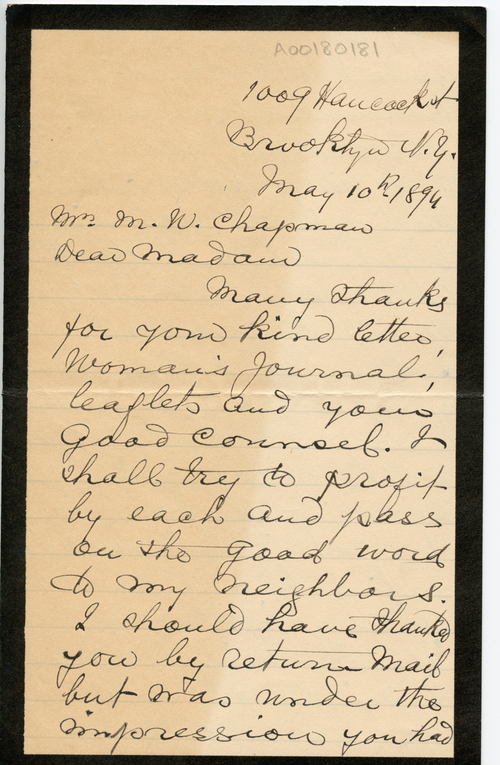 A00180181
1009 Hancock st
Brooklyn N.Y.
May 10th, 1894
Mrs. M. W. Chapman
Dear Madam
Many thanks
for your kind letter,
Woman's Journal,
leaflets and your
good counsel. I
shall try to profit
by each and pass
on the good word
to my neighbors.
I should have thanked
you by return mail
but was under the
impression you had